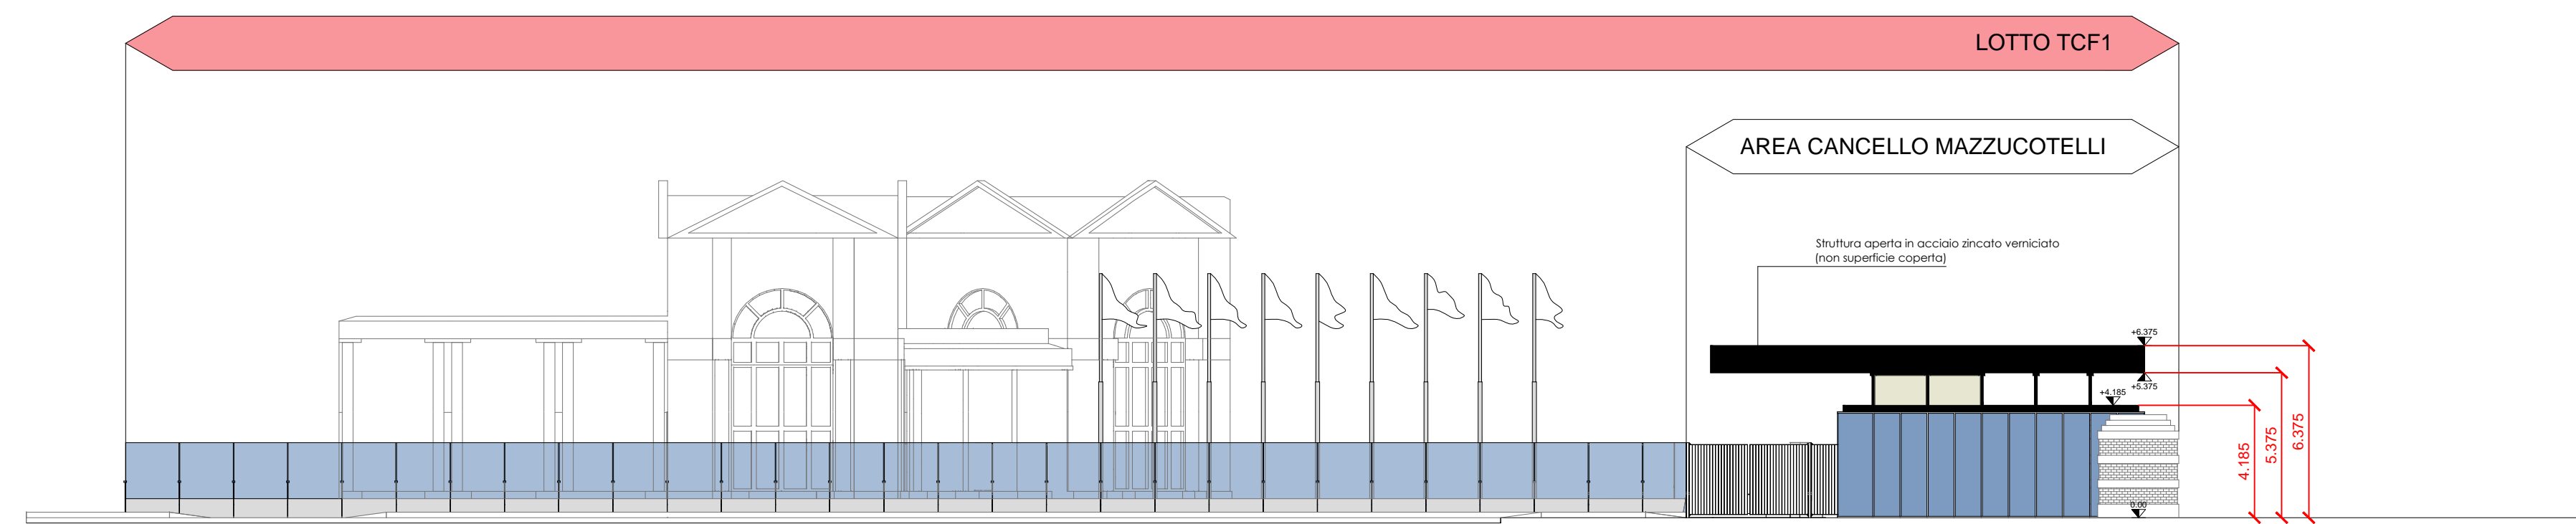 LOTTO TCF1
AREA CANCELLO MAZZUCOTELLI
Struttura aperta in acciaio zincato verniciato
(non superficie coperta)
+6.375
+5.375
+4.185
4.185
5.375
6.375
0.00